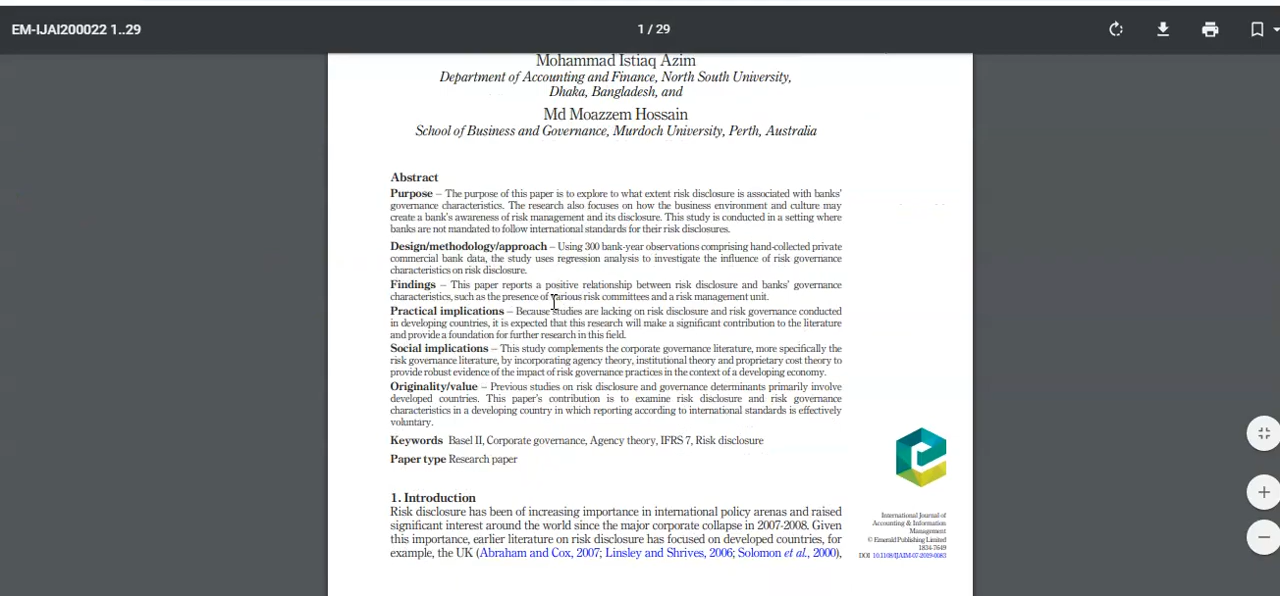 EM-IJAI200022 1..29
1 / 29
Mohammad Istiaq Azim
Department of Accounting and Finance, North South University,
Dhaka, Bangladesh, and
Md Moazzem Hossain
School of Business and Governance, Murdoch University, Perth, Australia
Abstract
Purpose – The purpose of this paper is to explore to what extent risk disclosure is associated with banks'
governance characteristics. The research also focuses on how the business environment and culture may
create a bank's awareness of risk management and its disclosure. This study is conducted in a setting where
banks are not mandated to follow international standards for their risk disclosures.
Design/methodology/approach – Using 300 bank-year observations comprising hand-collected private
commercial bank data, the study uses regression analysis to investigate the influence of risk governance
characteristics on risk disclosure.
Findings – This paper reports a positive relationship between risk disclosure and banks' governance
characteristics, such as the presence of various risk committees and a risk management unit.
Practical implications – Because studies are lacking on risk disclosure and risk governance conducted
in developing countries, it is expected that this research will make a significant contribution to the literature
and provide a foundation for further research in this field.
Social implications – This study complements the corporate governance literature, more specifically the
risk governance literature, by incorporating agency theory, institutional theory and proprietary cost theory to
provide robust evidence of the impact of risk governance practices in the context of a developing economy.
Originality/value – Previous studies on risk disclosure and governance determinants primarily involve
developed countries. This paper's contribution is to examine risk disclosure and risk governance
characteristics in a developing country in which reporting according to international standards is effectively
voluntary.
Keywords Basel II, Corporate governance, Agency theory, IFRS 7, Risk disclosure
Paper type Research paper
1. Introduction
Risk disclosure has been of increasing importance in international policy arenas and raised
significant interest around the world since the major corporate collapse in 2007-2008. Given
this importance, earlier literature on risk disclosure has focused on developed countries, for
example, the UK (Abraham and Cox, 2007; Linsley and Shrives, 2006; Solomon et al., 2000),
International Journal of
Accounting & Information
Management
© Emerald Publishing Limited
1834-7649
DOI 10.1108/IJAIM-07-2019-0083